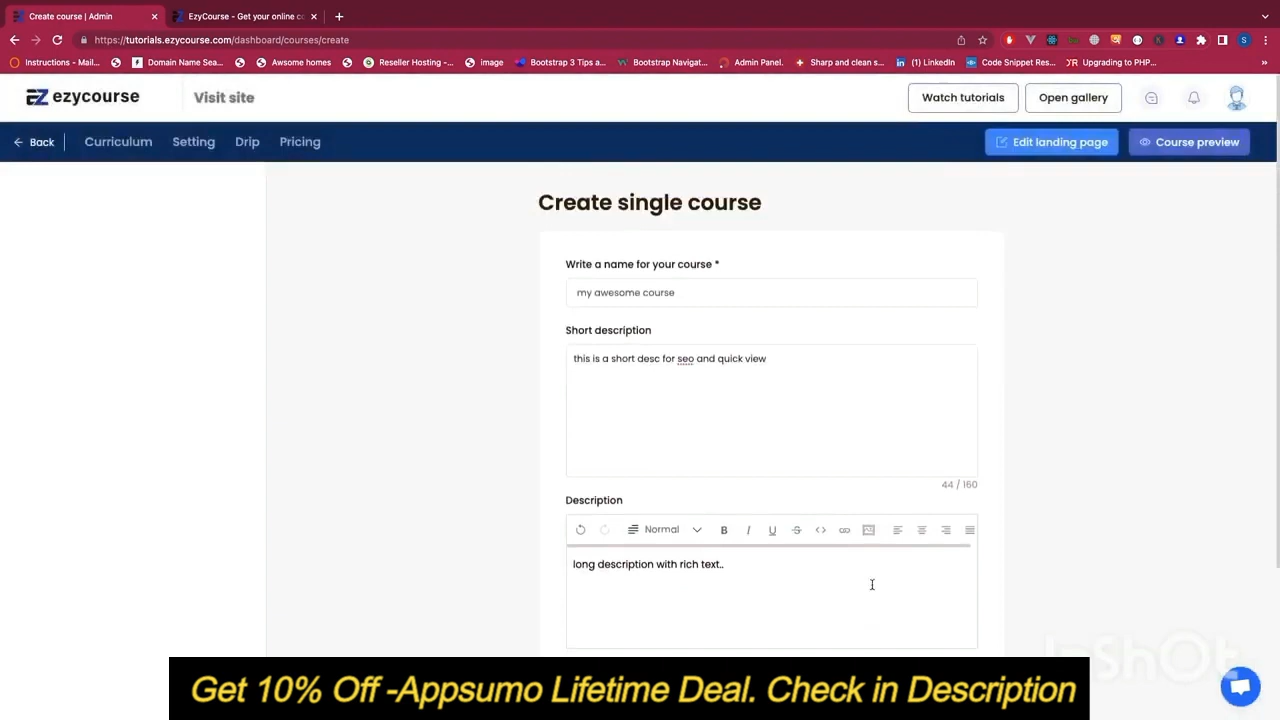 Create course | Admin
EzyCourse - Get your online co
https://tutorials.ezycourse.com/dashboard/courses/create
Instructions - Mail...
Domain Name Sea...
Awsome homes
Reseller Hosting -...
image
Bootstrap 3 Tips a...
Bootstrap Navigat...
Admin Panel.
Sharp and clean s...
(1) LinkedIn
Code Snippet Res...
Upgrading to PHP...
ezycourse
Visit site
Watch tutorials
Open gallery
Back
Curriculum
Setting
Drip
Pricing
Edit landing page
Course preview
Create single course
Write a name for your course *
my awesome course
Short description
this is a short desc for seo and quick view
44 / 160
Description
Normal
B I U S
long description with rich text..
InShOt
Get 10% Off -Appsumo Lifetime Deal. Check in Description